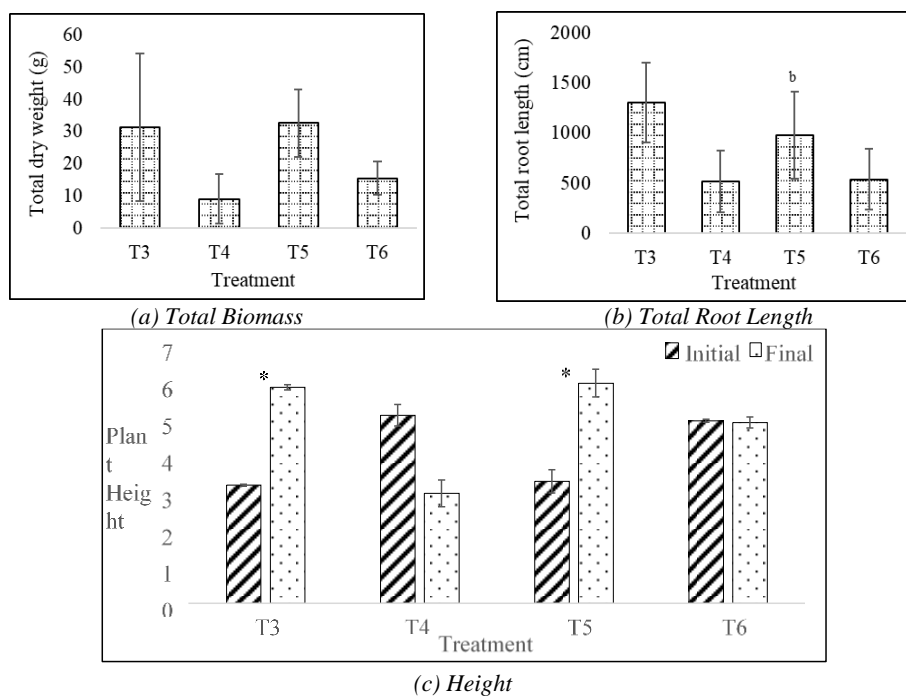 60
50
40
30
20
10
0
Total dry weight (g)
T3 T4 T5 T6
Treatment
(a) Total Biomass
2000
1500
1000
500
0
Total root length (cm)
b
T3 T4 T5 T6
Treatment
(b) Total Root Length
7
6
5
4
3
2
1
0
Plan
t
Heig
ht
Initial Final
* *
T3 T4 T5 T6
Treatment
(c) Height